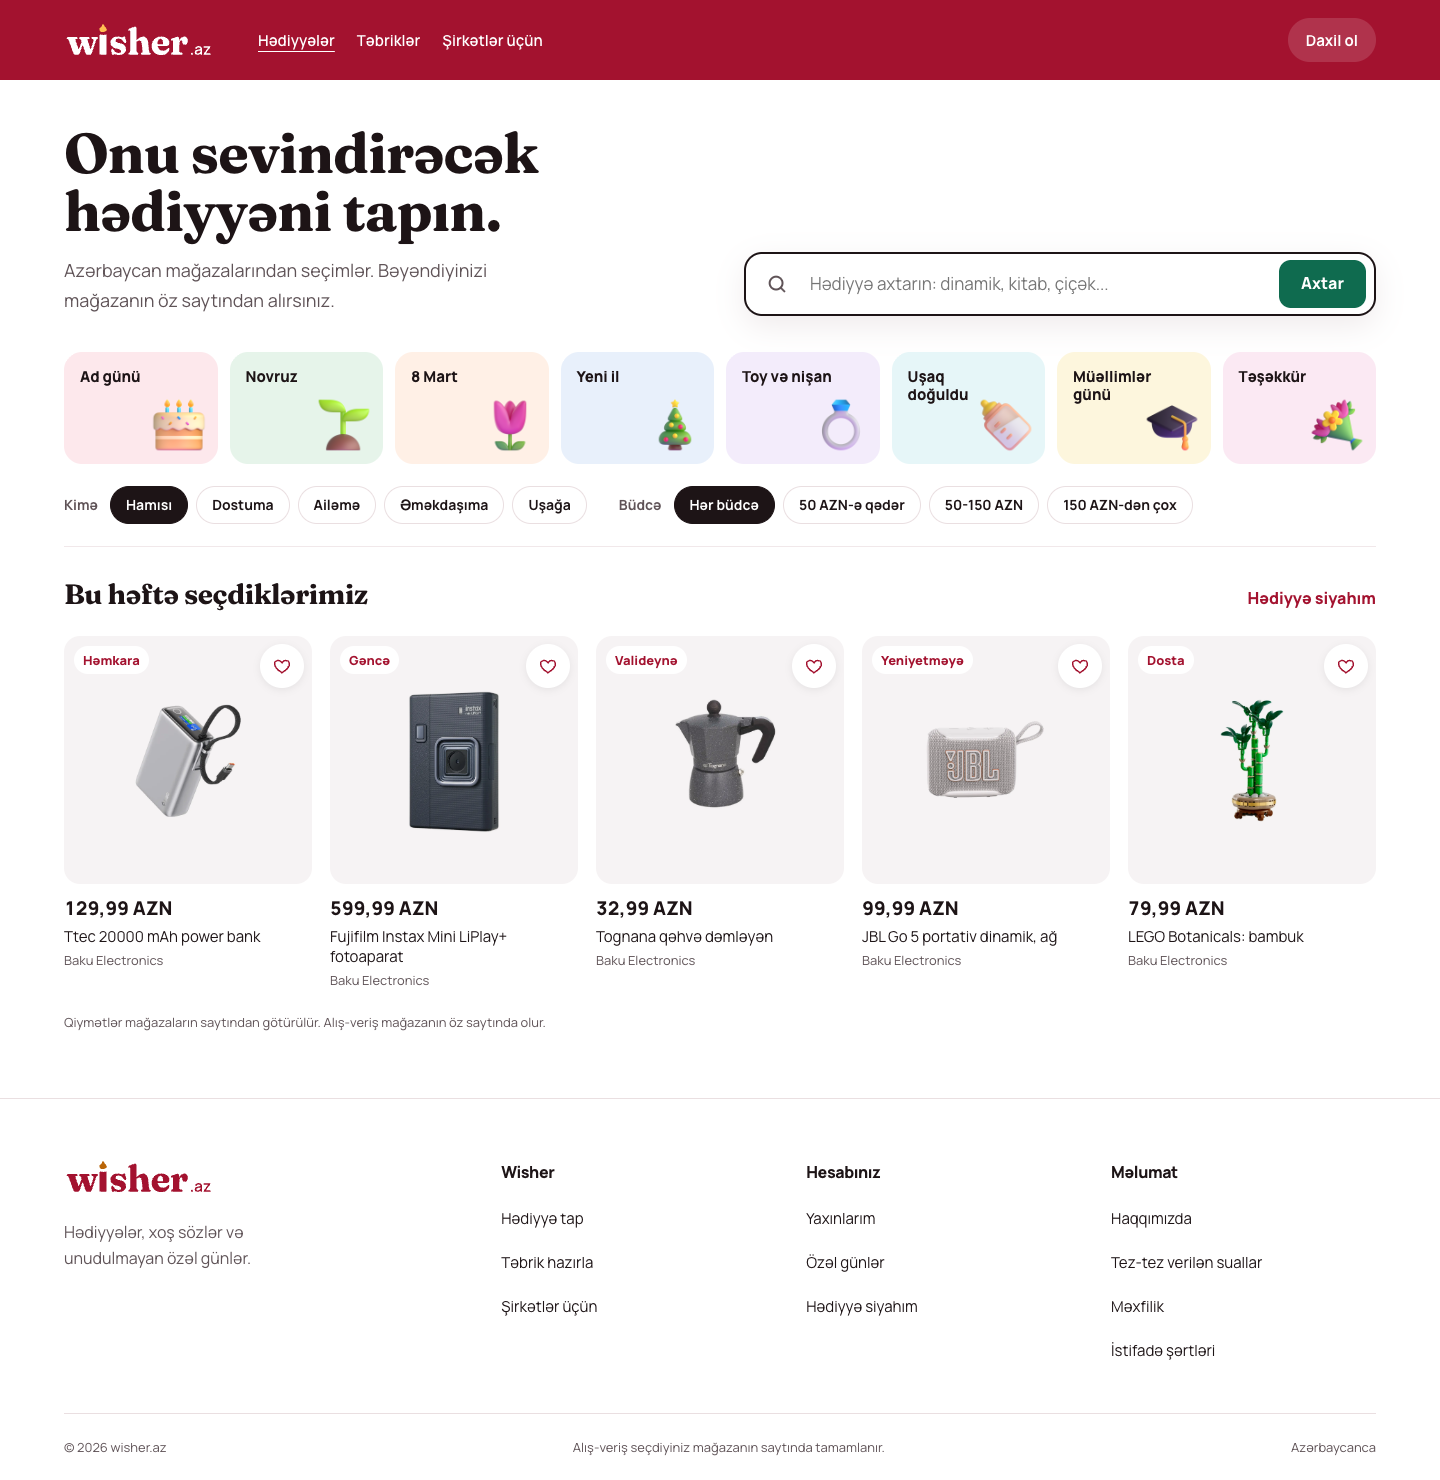 wisher.az
Hədiyyələr
Təbriklər
Şirkətlər üçün
Daxil ol
Onu sevindirəcək
hədiyyəni tapın.
Azərbaycan mağazalarından seçimlər. Bəyəndiyinizi
mağazanın öz saytından alırsınız.
Hədiyyə axtarın: dinamik, kitab, çiçək...
Axtar
Ad günü
Novruz
8 Mart
Yeni il
Toy və nişan
Uşaq
doğuldu
Müəllimlər
günü
Təşəkkür
Kimə
Hamısı
Dostuma
Ailəmə
Əməkdaşıma
Uşağa
Büdcə
Hər büdcə
50 AZN-ə qədər
50-150 AZN
150 AZN-dən çox
Bu həftə seçdiklərimiz
Hədiyyə siyahım
Həmkara
129,99 AZN
Ttec 20000 mAh power bank
Baku Electronics
Gəncə
instax
599,99 AZN
Fujifilm Instax Mini LiPlay+
fotoaparat
Baku Electronics
Valideynə
Tognana
32,99 AZN
Tognana qəhvə dəmləyən
Baku Electronics
Yeniyetməyə
JBL
99,99 AZN
JBL Go 5 portativ dinamik, ağ
Baku Electronics
Dosta
79,99 AZN
LEGO Botanicals: bambuk
Baku Electronics
Qiymətlər mağazaların saytından götürülür. Alış-veriş mağazanın öz saytında olur.
wisher.az
Hədiyyələr, xoş sözlər və
unudulmayan özəl günlər.
Wisher
Hədiyyə tap
Təbrik hazırla
Şirkətlər üçün
Hesabınız
Yaxınlarım
Özəl günlər
Hədiyyə siyahım
Məlumat
Haqqımızda
Tez-tez verilən suallar
Məxfilik
İstifadə şərtləri
© 2026 wisher.az
Alış-veriş seçdiyiniz mağazanın saytında tamamlanır.
Azərbaycanca